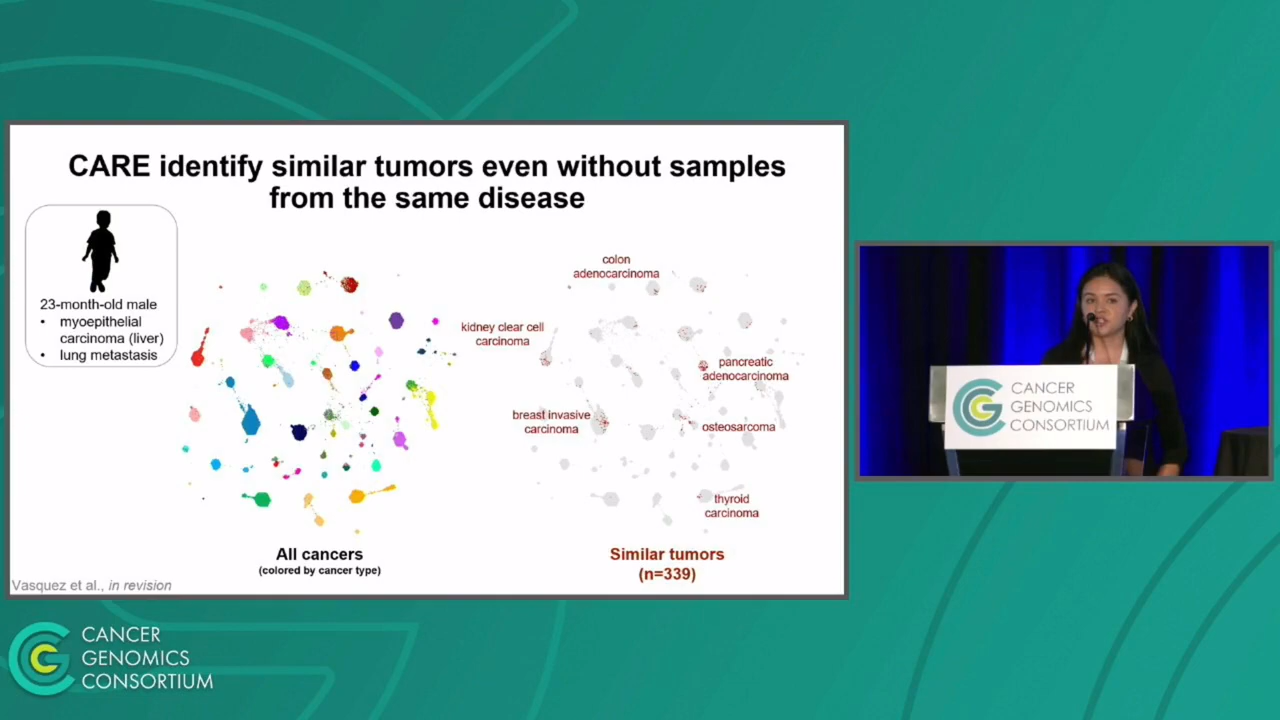 CARE identify similar tumors even without samples
from the same disease
23-month-old male
• myoepithelial
carcinoma (liver)
• lung metastasis
colon
adenocarcinoma
kidney clear cell
carcinoma
pancreatic
adenocarcinoma
breast invasive
carcinoma
osteosarcoma
thyroid
carcinoma
All cancers
(colored by cancer type)
Similar tumors
(n=339)
Vasquez et al., in revision
CANCER
GENOMICS
CONSORTIUM
CANCER
GENOMICS
CONSORTIUM